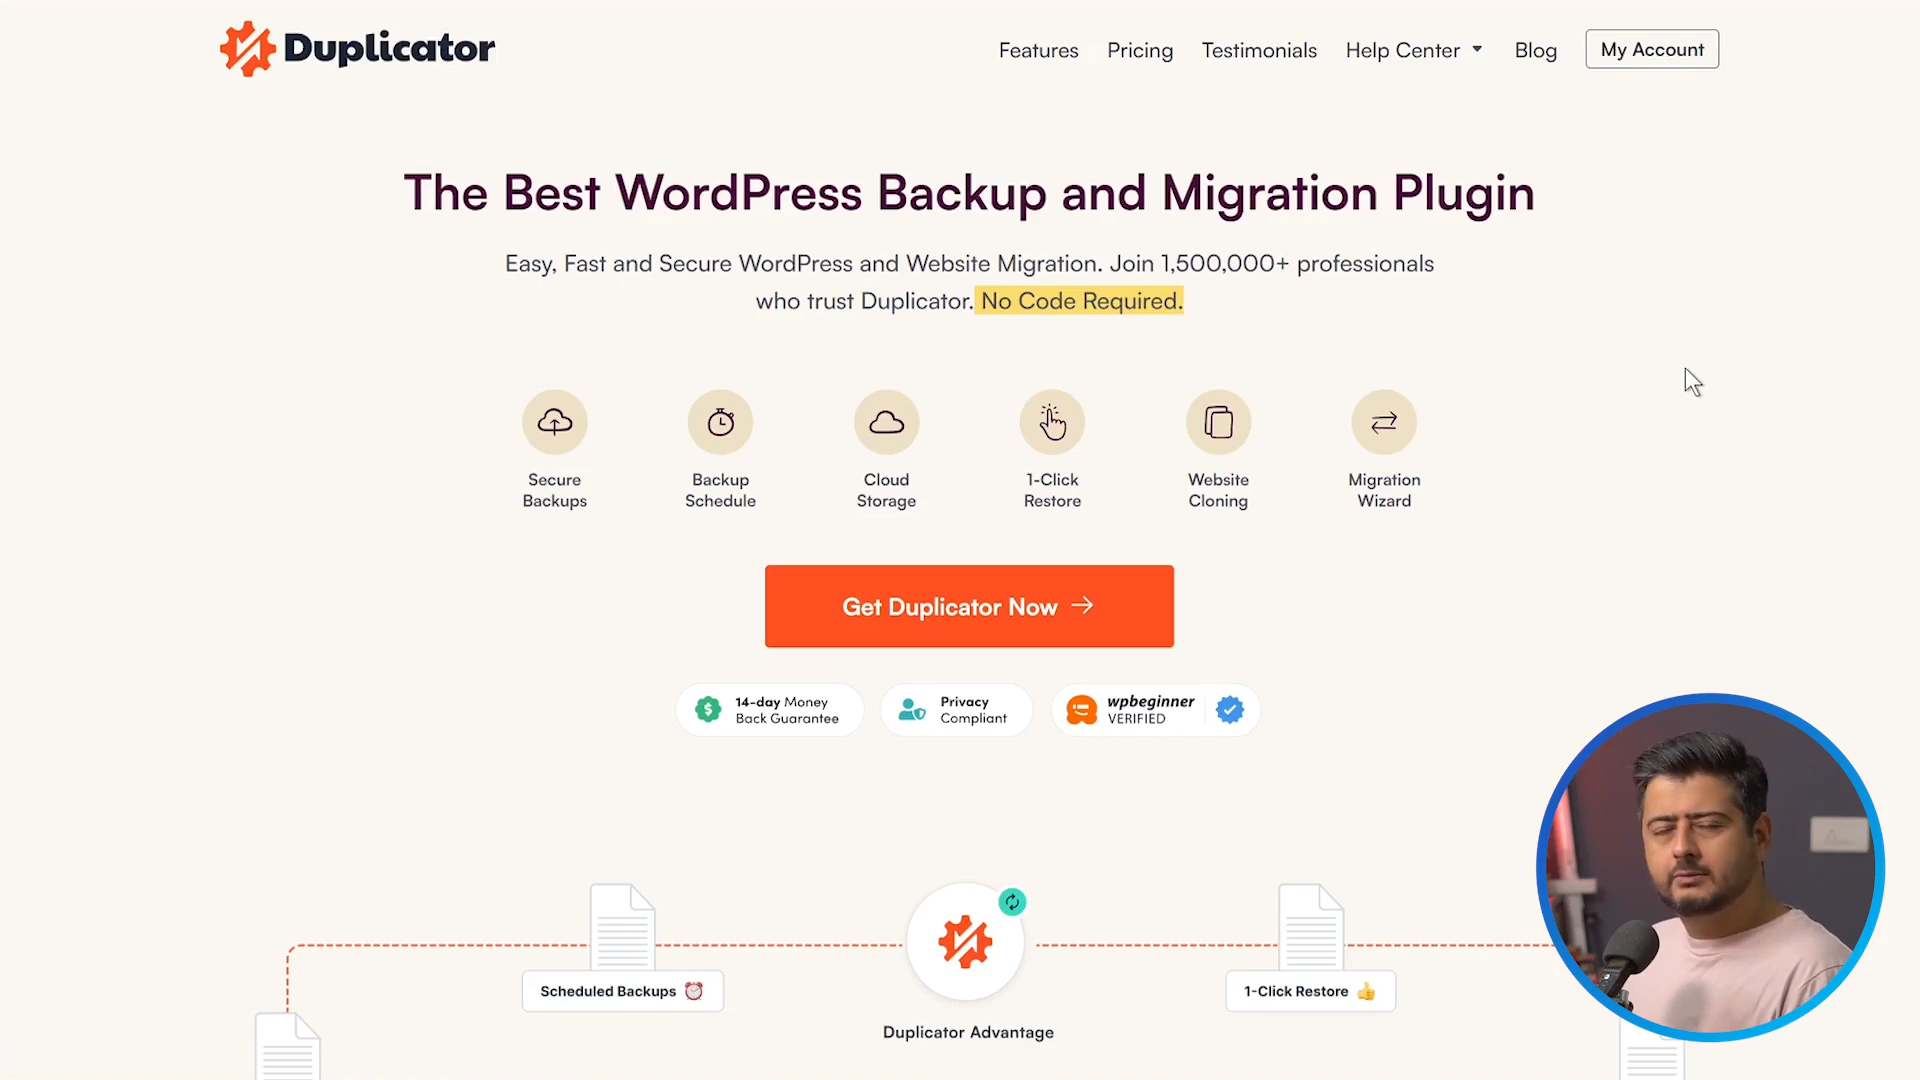 Duplicator
Features
Pricing
Testimonials
Help Center
Blog
My Account
The Best WordPress Backup and Migration Plugin
Easy, Fast and Secure WordPress and Website Migration. Join 1,500,000+ professionals
who trust Duplicator. No Code Required.
Secure
Backups
Backup
Schedule
Cloud
Storage
1-Click
Restore
Website
Cloning
Migration
Wizard
Get Duplicator Now
14-day Money
Back Guarantee
Privacy
Compliant
wpbeginner
VERIFIED
Scheduled Backups
1-Click Restore
Duplicator Advantage